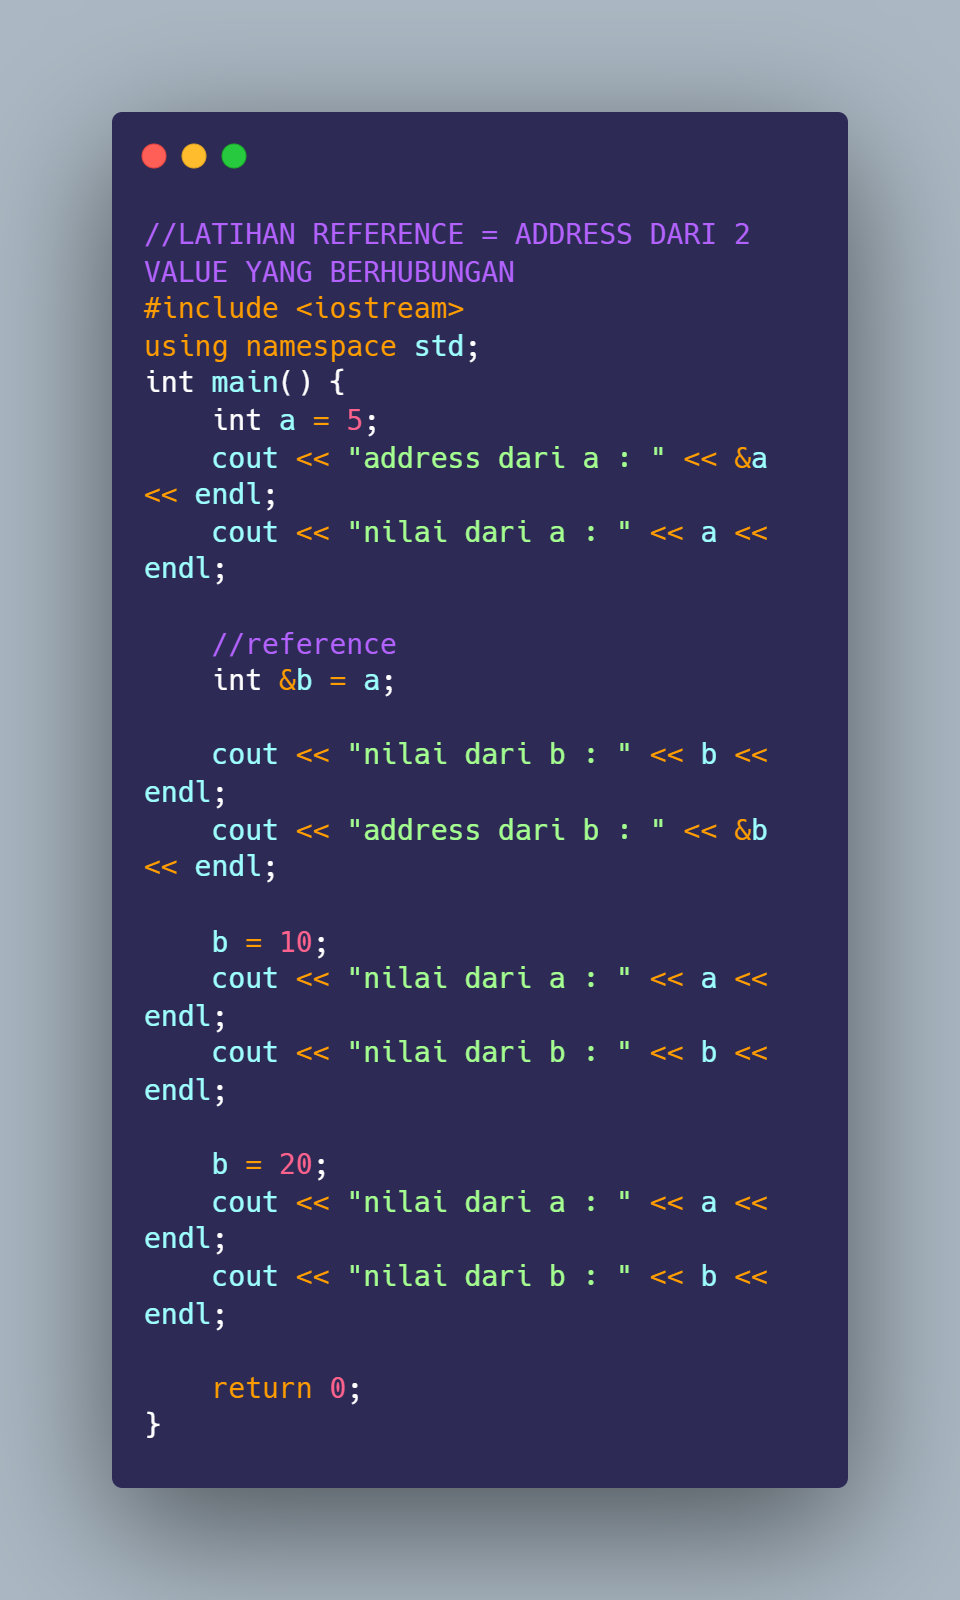 //LATIHAN REFERENCE = ADDRESS DARI 2
VALUE YANG BERHUBUNGAN
#include <iostream>
using namespace std;
int main() {
    int a = 5;
    cout << "address dari a : " << &a
<< endl;
    cout << "nilai dari a : " << a <<
endl;

    //reference
    int &b = a;

    cout << "nilai dari b : " << b <<
endl;
    cout << "address dari b : " << &b
<< endl;

    b = 10;
    cout << "nilai dari a : " << a <<
endl;
    cout << "nilai dari b : " << b <<
endl;

    b = 20;
    cout << "nilai dari a : " << a <<
endl;
    cout << "nilai dari b : " << b <<
endl;

    return 0;
}